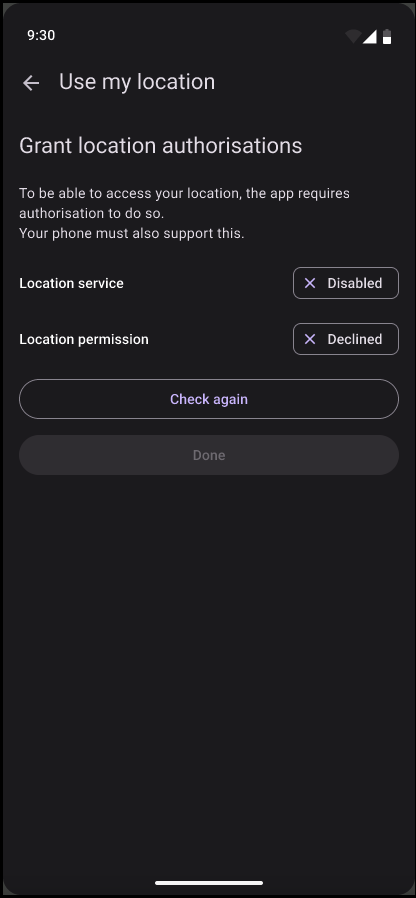 9:30
Use my location
Grant location authorisations
To be able to access your location, the app requires
authorisation to do so.
Your phone must also support this.
Location service
Disabled
Location permission
Declined
Check again
Done